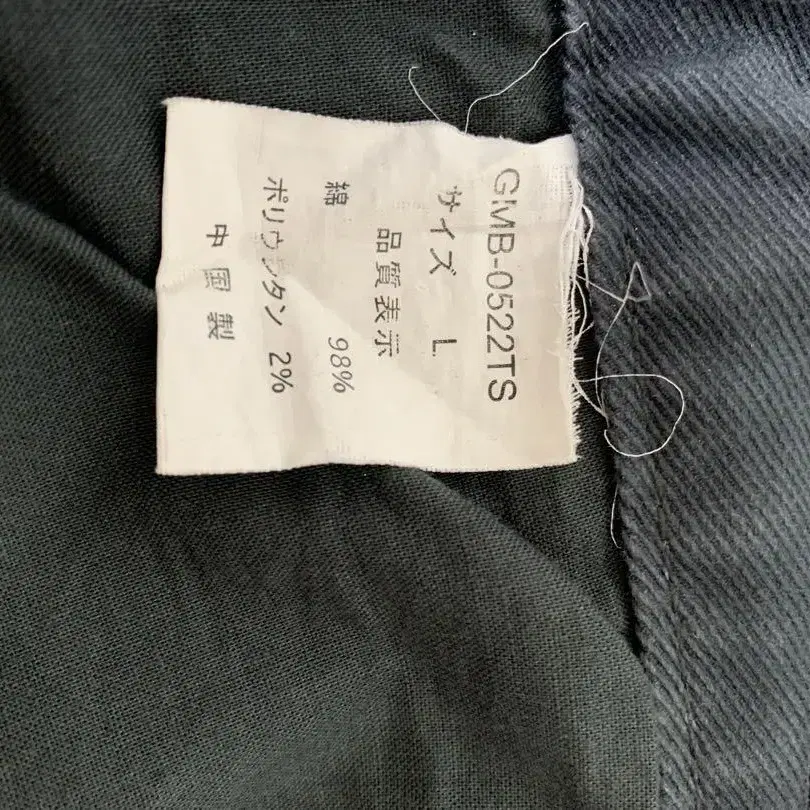 GMB-0522TS
サイズ L
品質表示
綿 98%
ポリウレタン 2%
中国製